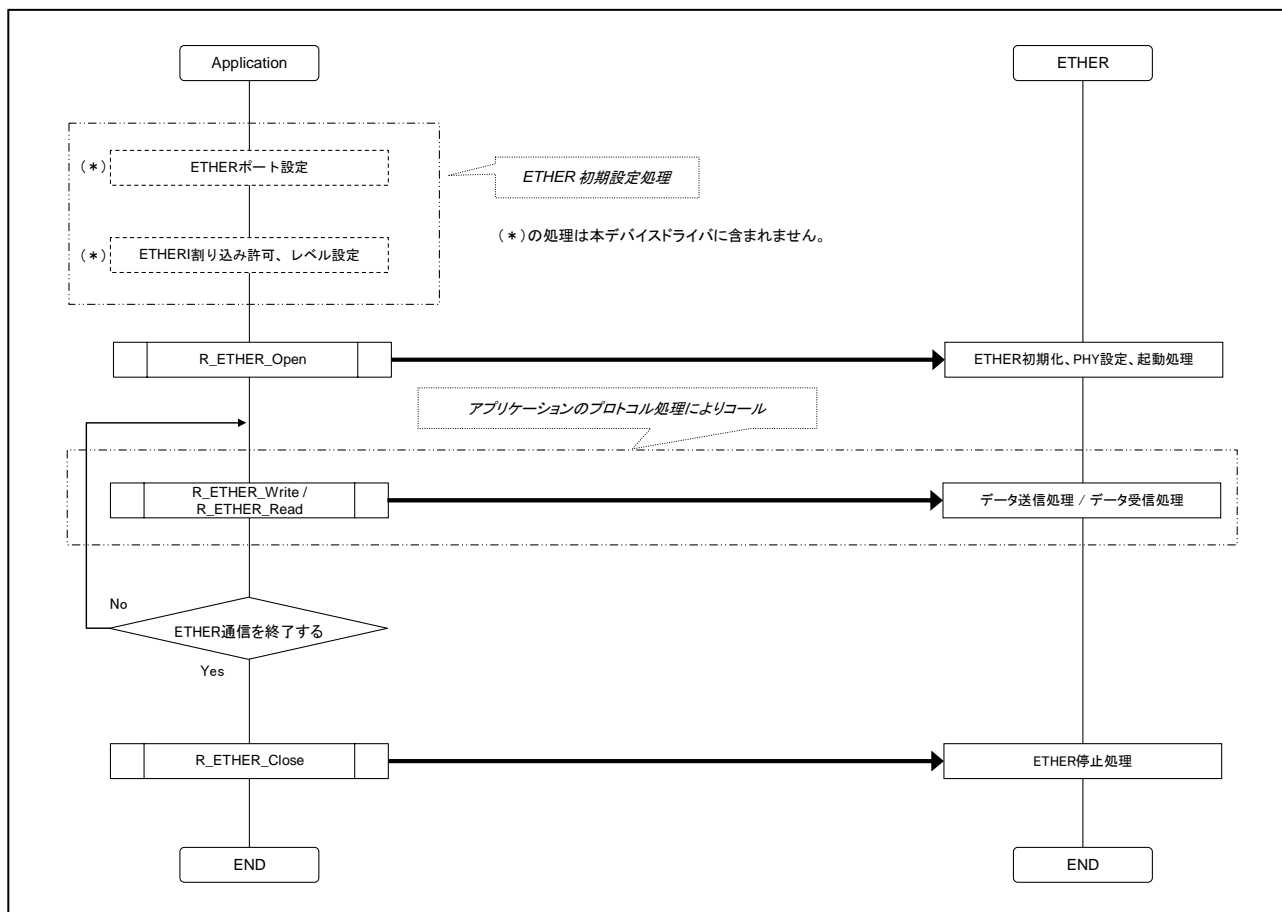 Application
ETHER
(*)
ETHERポート設定
ETHER 初期設定処理
(*)の処理は本デバイスドライバに含まれません。
(*)
ETHERI割り込み許可、レベル設定
R_ETHER_Open
ETHER初期化、PHY設定、起動処理
アプリケーションのプロトコル処理によりコール
R_ETHER_Write /
R_ETHER_Read
データ送信処理 / データ受信処理
No
ETHER通信を終了する
Yes
R_ETHER_Close
ETHER停止処理
END
END